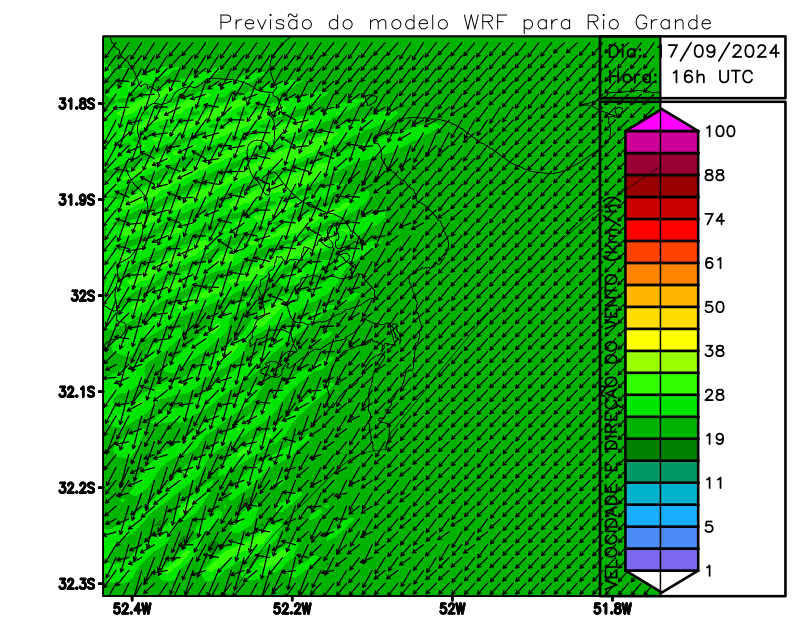 Previsão do modelo WRF para Rio Grande
Dia: 17/09/2024
Hora: 16h UTC
31.8S
31.9S
32S
32.1S
32.2S
32.3S
52.4W
52.2W
52W
51.8W
VELOCIDADE E DIREÇÃO DO VENTO (Km/h)
100
88
74
61
50
38
28
19
11
5
1